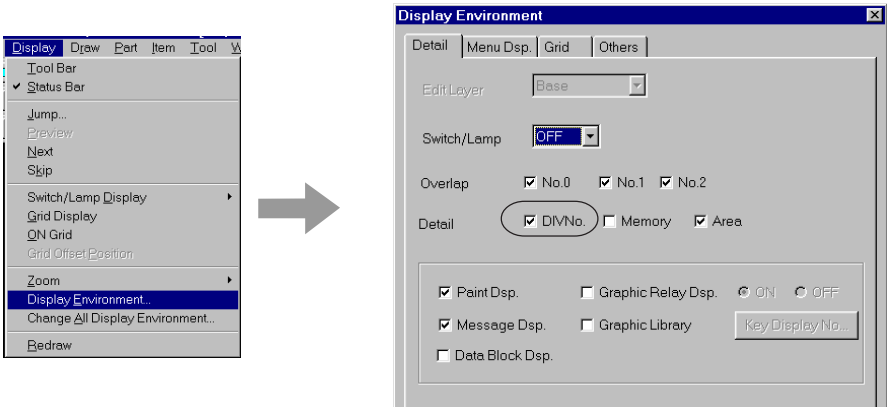 Display Draw Part Item Tool
Tool Bar
Status Bar
Jump...
Preview
Next
Skip
Switch/Lamp Display
Grid Display
ON Grid
Grid Offset Position
Zoom
Display Environment...
Change All Display Environment...
Redraw
Display Environment
Detail Menu Dsp. Grid Others
Edit Layer Base
Switch/Lamp OFF
Overlap No.0 No.1 No.2
Detail DIVNo. Memory Area
Paint Dsp. Graphic Relay Dsp. ON OFF
Message Dsp. Graphic Library Key Display No...
Data Block Dsp.